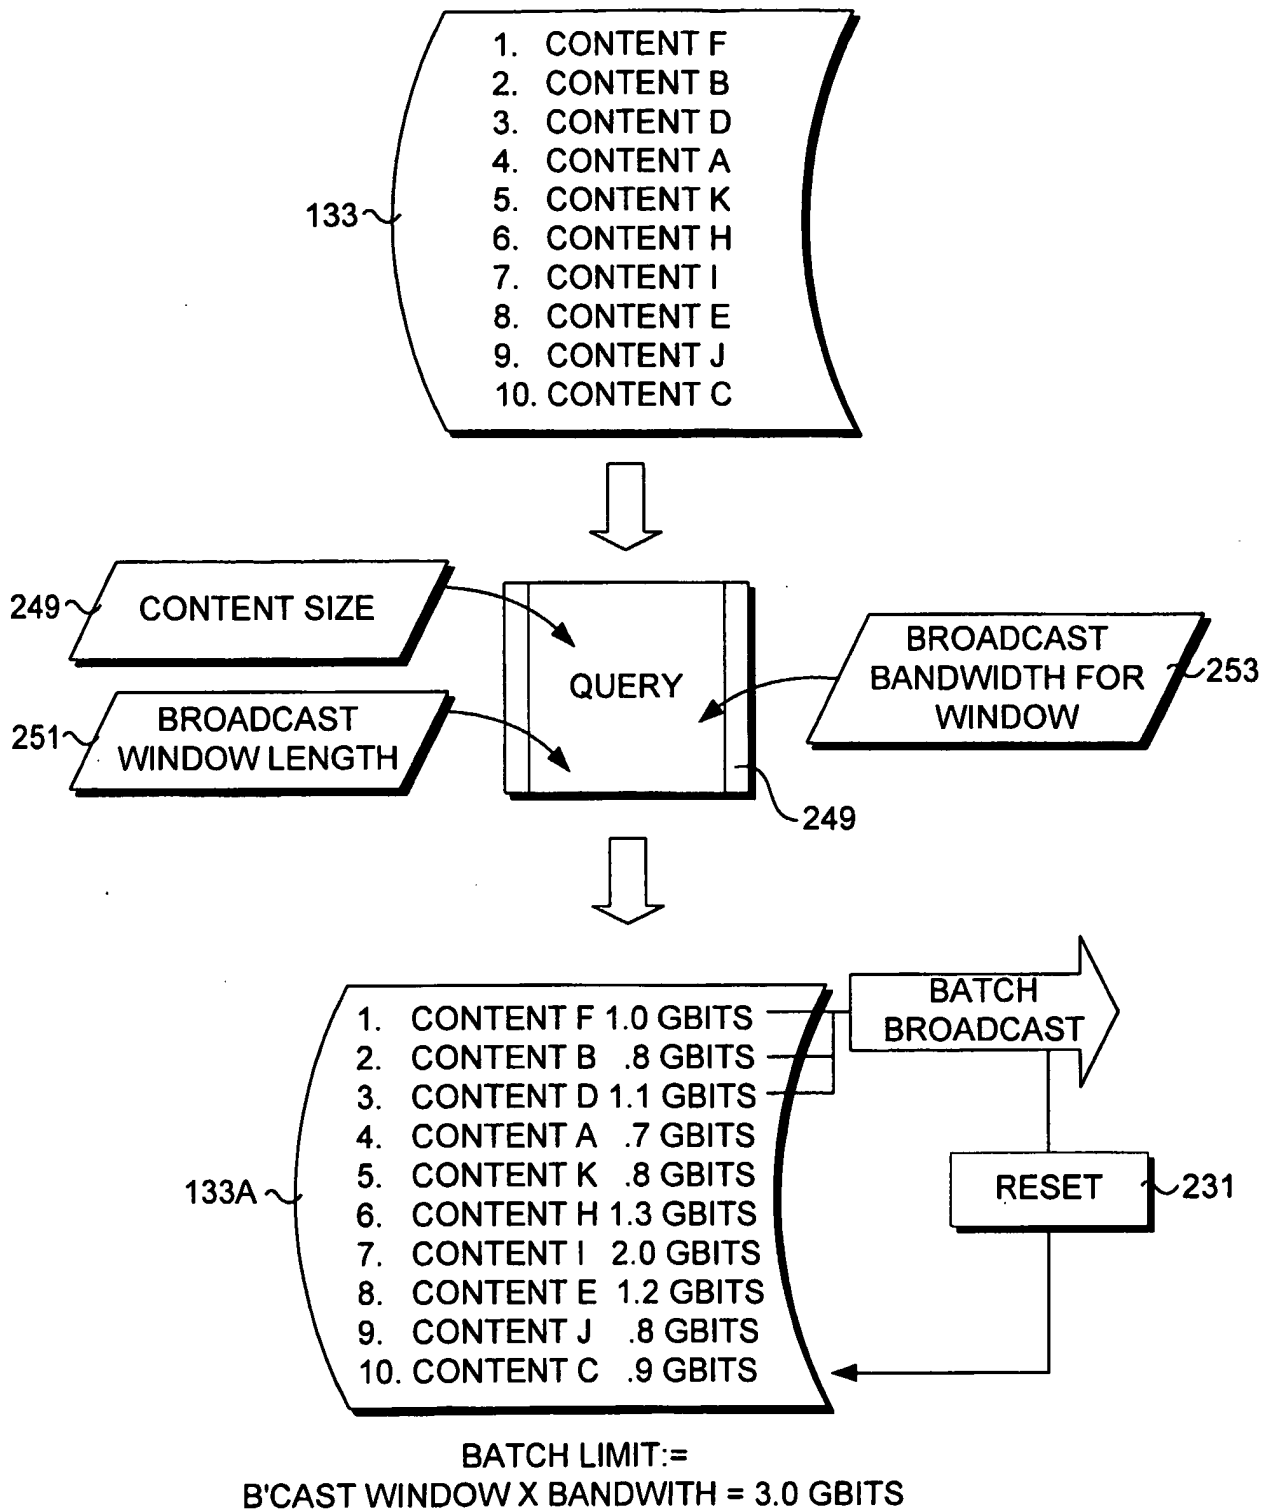 1. CONTENT F
2. CONTENT B
3. CONTENT D
4. CONTENT A
5. CONTENT K
6. CONTENT H
7. CONTENT I
8. CONTENT E
9. CONTENT J
10. CONTENT C
133
249
CONTENT SIZE
251
BROADCAST
WINDOW LENGTH
QUERY
249
BROADCAST
BANDWIDTH FOR
WINDOW
253
133A
1. CONTENT F 1.0 GBITS
2. CONTENT B .8 GBITS
3. CONTENT D 1.1 GBITS
4. CONTENT A .7 GBITS
5. CONTENT K .8 GBITS
6. CONTENT H 1.3 GBITS
7. CONTENT I 2.0 GBITS
8. CONTENT E 1.2 GBITS
9. CONTENT J .8 GBITS
10. CONTENT C .9 GBITS
BATCH
BROADCAST
RESET
231
BATCH LIMIT:=
B'CAST WINDOW X BANDWITH = 3.0 GBITS